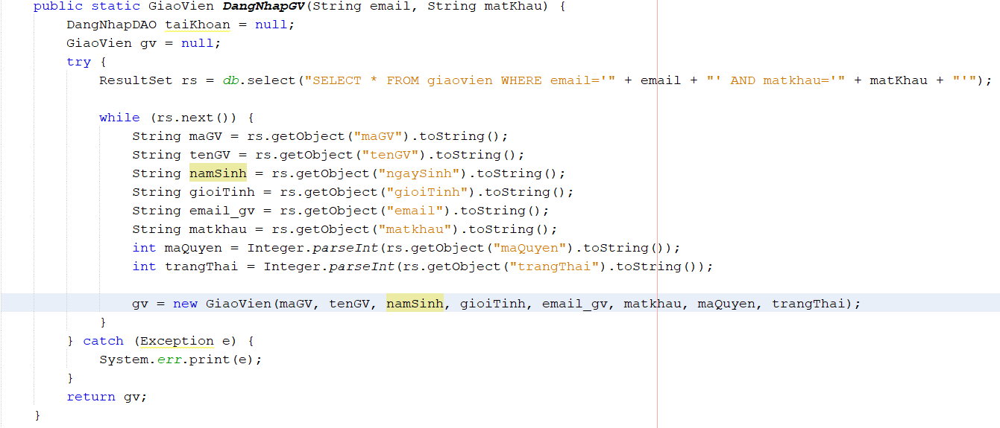 public static GiaoVien DangNhapGV(String email, String matKhau) {
DangNhapDAO taiKhoan = null;
GiaoVien gv = null;
try {
ResultSet rs = db.select("SELECT * FROM giaovien WHERE email='" + email + "' AND matkhau='" + matKhau + "'");
while (rs.next()) {
String maGV = rs.getObject("maGV").toString();
String tenGV = rs.getObject("tenGV").toString();
String namSinh = rs.getObject("ngaySinh").toString();
String gioiTinh = rs.getObject("gioiTinh").toString();
String email_gv = rs.getObject("email").toString();
String matkhau = rs.getObject("matkhau").toString();
int maQuyen = Integer.parseInt(rs.getObject("maQuyen").toString());
int trangThai = Integer.parseInt(rs.getObject("trangThai").toString());
gv = new GiaoVien(maGV, tenGV, namSinh, gioiTinh, email_gv, matkhau, maQuyen, trangThai);
}
} catch (Exception e) {
System.err.print(e);
}
return gv;
}